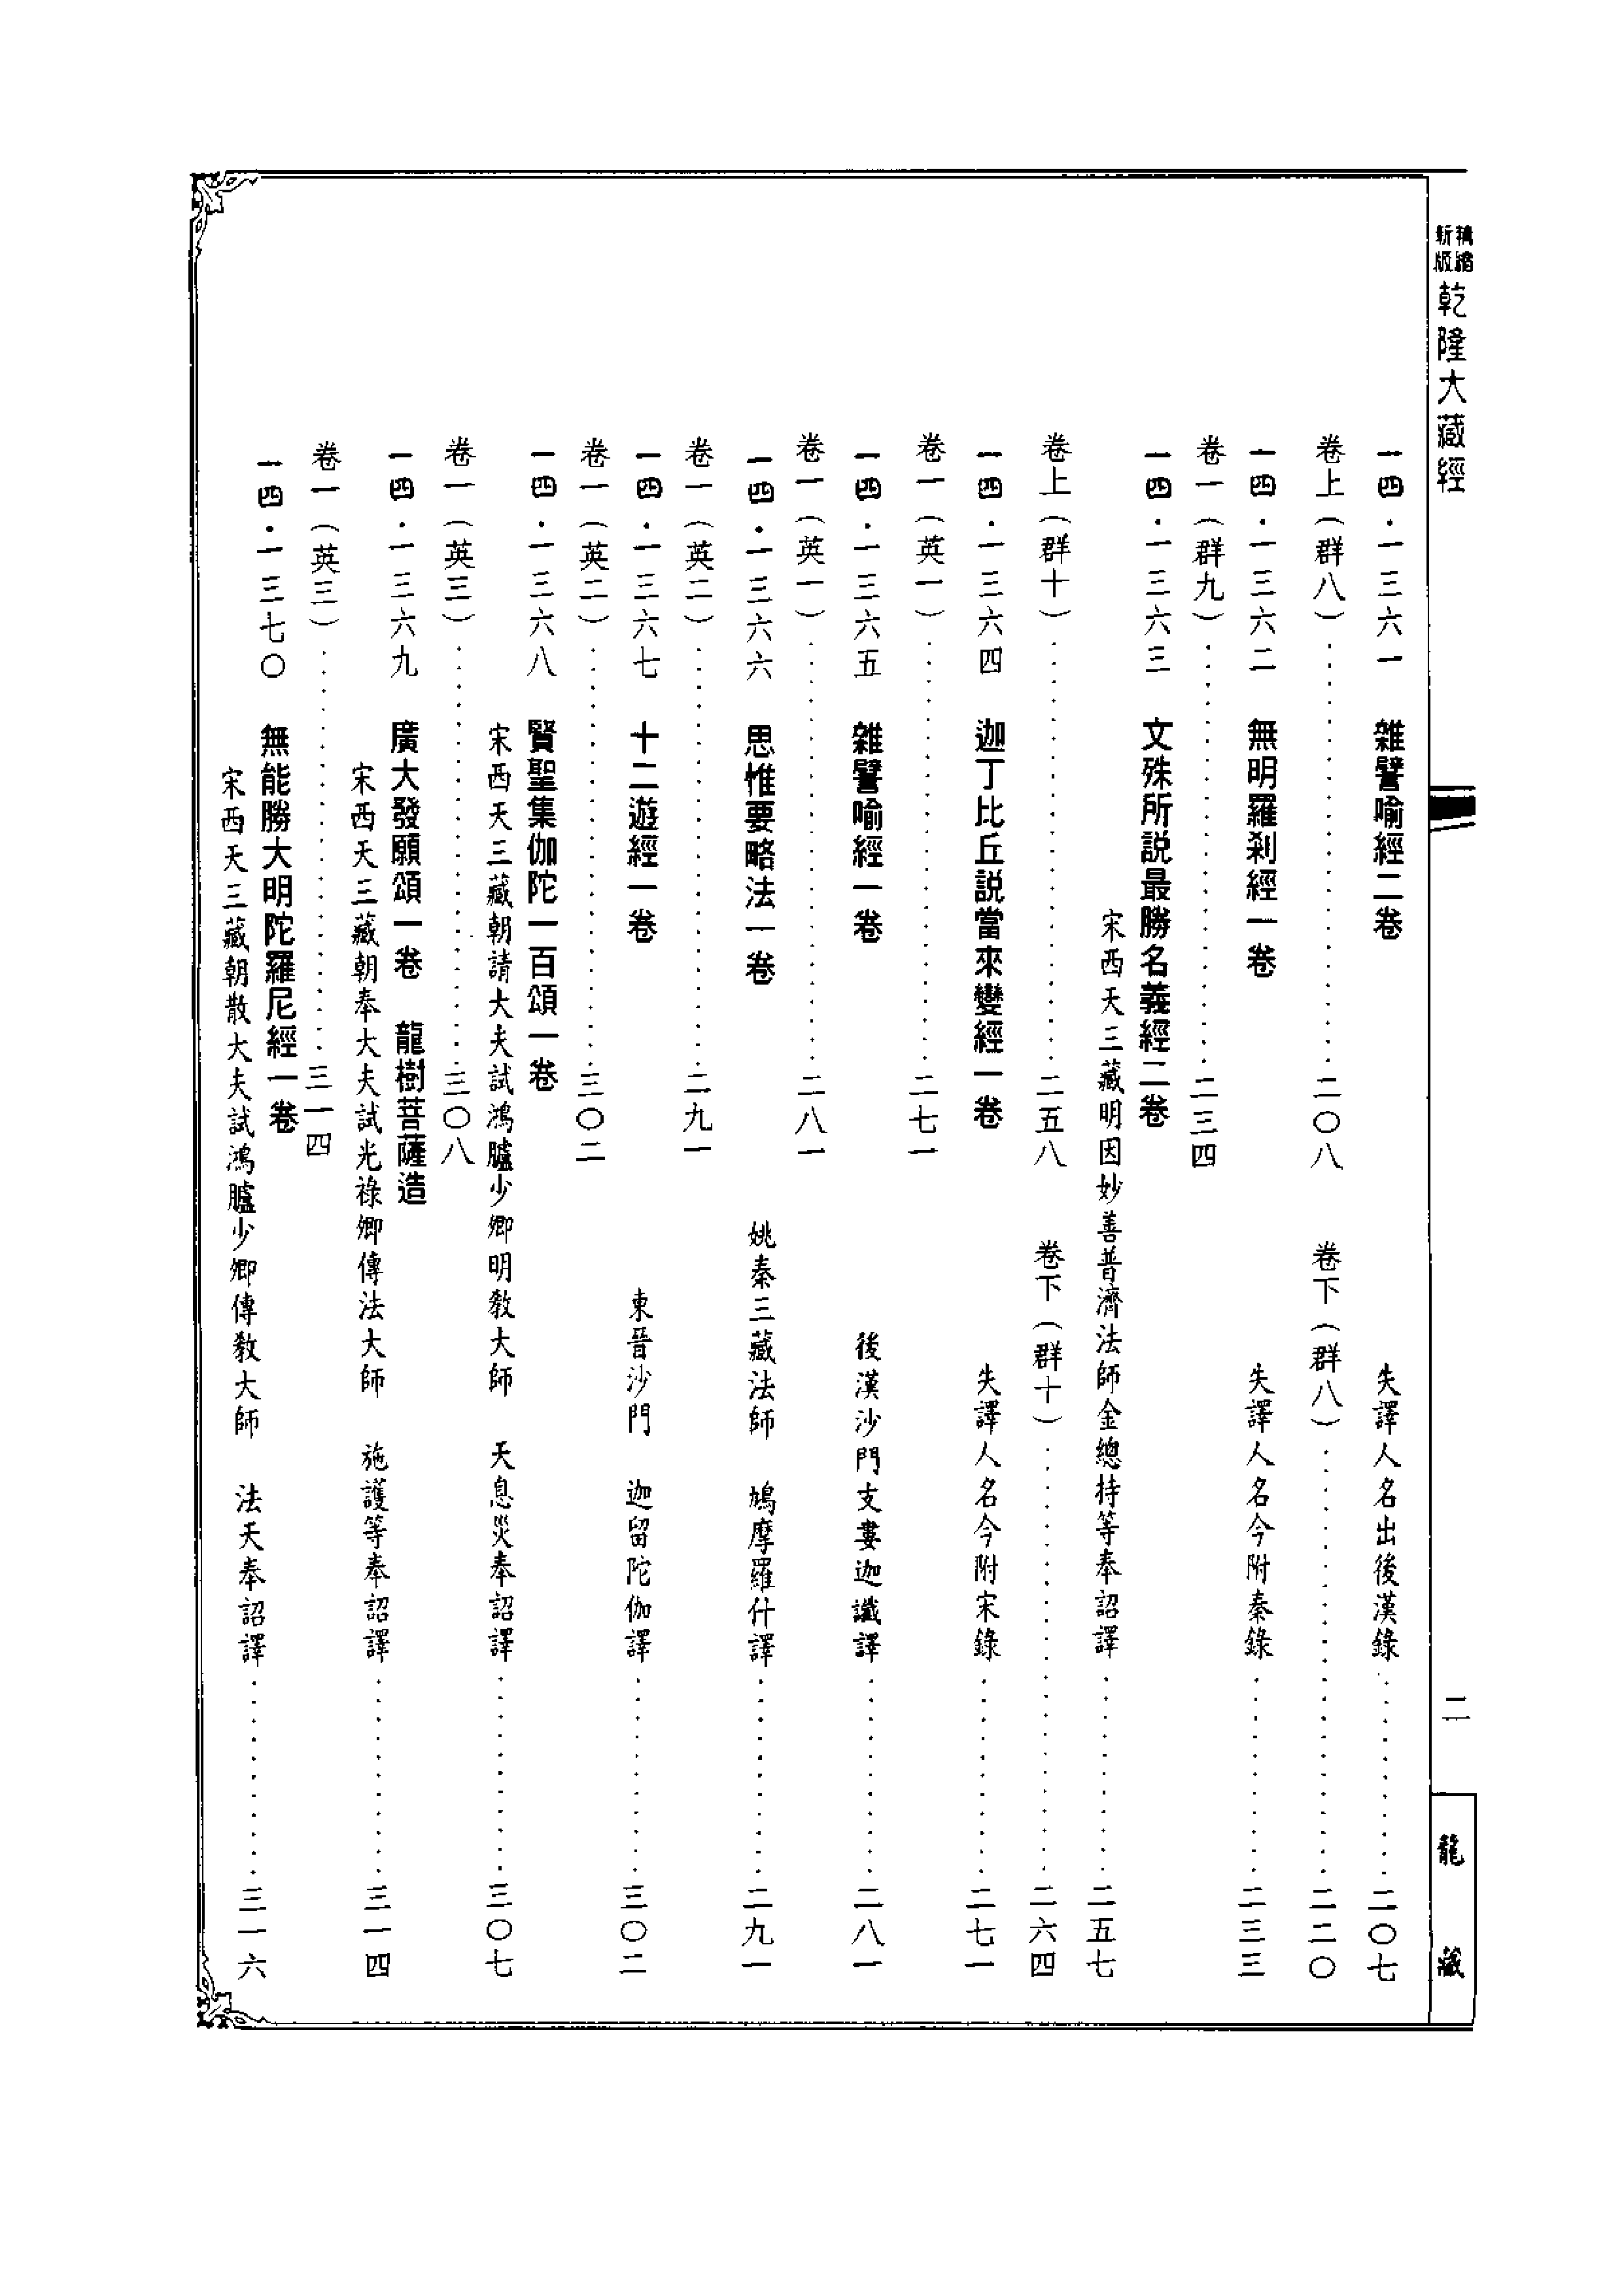 新版
乾隆大藏經
二
龍藏
一四·一三六一 雜譬喻經二卷 失譯人名出後漢錄…………二〇七
卷上（群八）…………二〇八 卷下（群八）…………二二〇
一四·一三六二 無明羅剎經一卷 失譯人名今附秦錄…………二三三
卷一（群九）…………二三四
一四·一三六三 文殊所説最勝名義經二卷
宋西天三藏明因妙善普濟法師金總持等奉詔譯…………二五七
卷上（群十）…………二五八 卷下（群十）…………二六四
一四·一三六四 迦丁比丘説當來變經一卷 失譯人名今附宋錄…………二七一
卷一（英一）…………二七一
一四·一三六五 雜譬喻經一卷 後漢沙門支婁迦讖譯…………二八一
卷一（英一）…………二八一
一四·一三六六 思惟要略法一卷 姚秦三藏法師 鳩摩羅什譯…………二九一
卷一（英二）…………二九一
一四·一三六七 十二遊經一卷 東晉沙門 迦留陀伽譯…………三〇二
卷一（英二）…………三〇二
一四·一三六八 賢聖集伽陀一百頌一卷
宋西天三藏朝請大夫試鴻臚少卿明教大師 天息災奉詔譯…………三〇七
卷一（英三）…………三〇八
一四·一三六九 廣大發願頌一卷 龍樹菩薩造
宋西天三藏朝奉大夫試光祿卿傳法大師 施護等奉詔譯…………三一四
卷一（英三）…………三一四
一四·一三七〇 無能勝大明陀羅尼經一卷
宋西天三藏朝散大夫試鴻臚少卿傳教大師 法天奉詔譯…………三一六